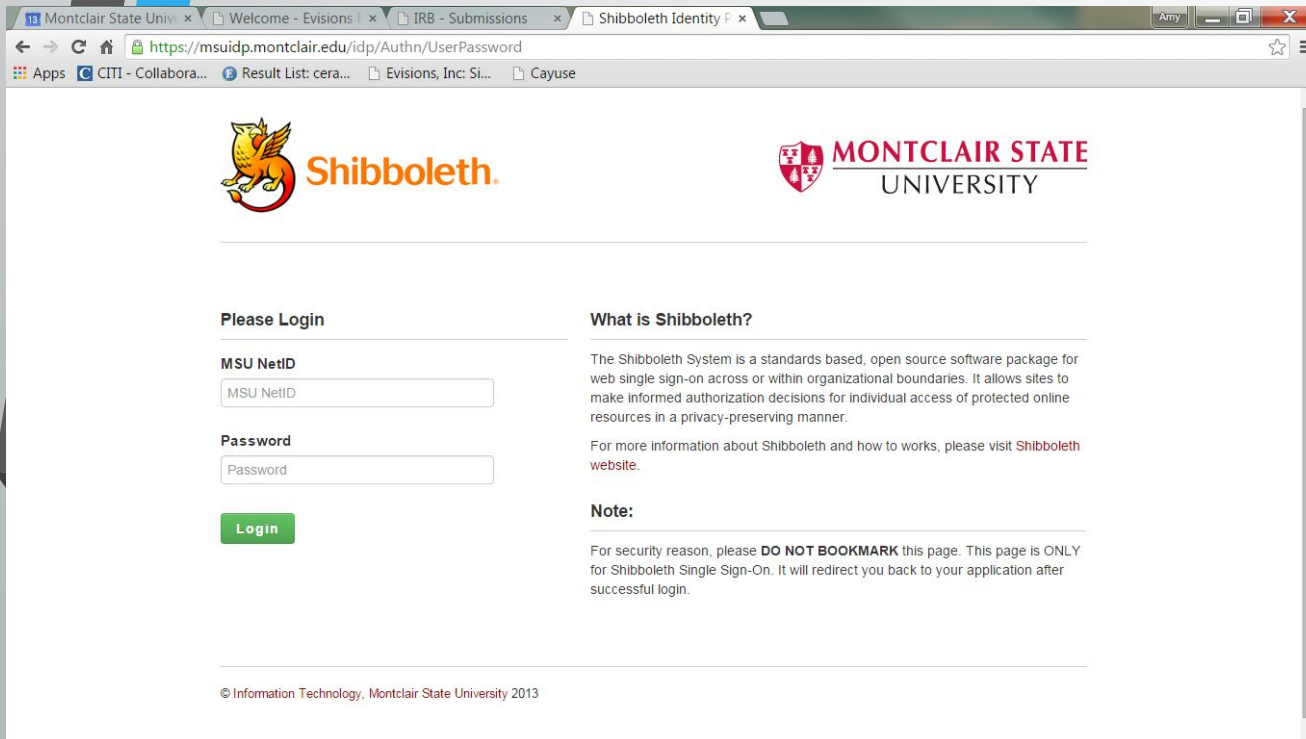 13 Montclair State Unive × Welcome - Evisions F × IRB - Submissions × Shibboleth Identity P × Amy
https://msuidp.montclair.edu/idp/Authn/UserPassword
Apps CITI - Collabora... Result List: cera... Evisions, Inc: Si... Cayuse
Shibboleth.
MONTCLAIR STATE
UNIVERSITY
Please Login
MSU NetID
MSU NetID
Password
Password
Login
What is Shibboleth?
The Shibboleth System is a standards based, open source software package for
web single sign-on across or within organizational boundaries. It allows sites to
make informed authorization decisions for individual access of protected online
resources in a privacy-preserving manner.
For more information about Shibboleth and how to works, please visit Shibboleth
website.
Note:
For security reason, please DO NOT BOOKMARK this page. This page is ONLY
for Shibboleth Single Sign-On. It will redirect you back to your application after
successful login.
© Information Technology, Montclair State University 2013